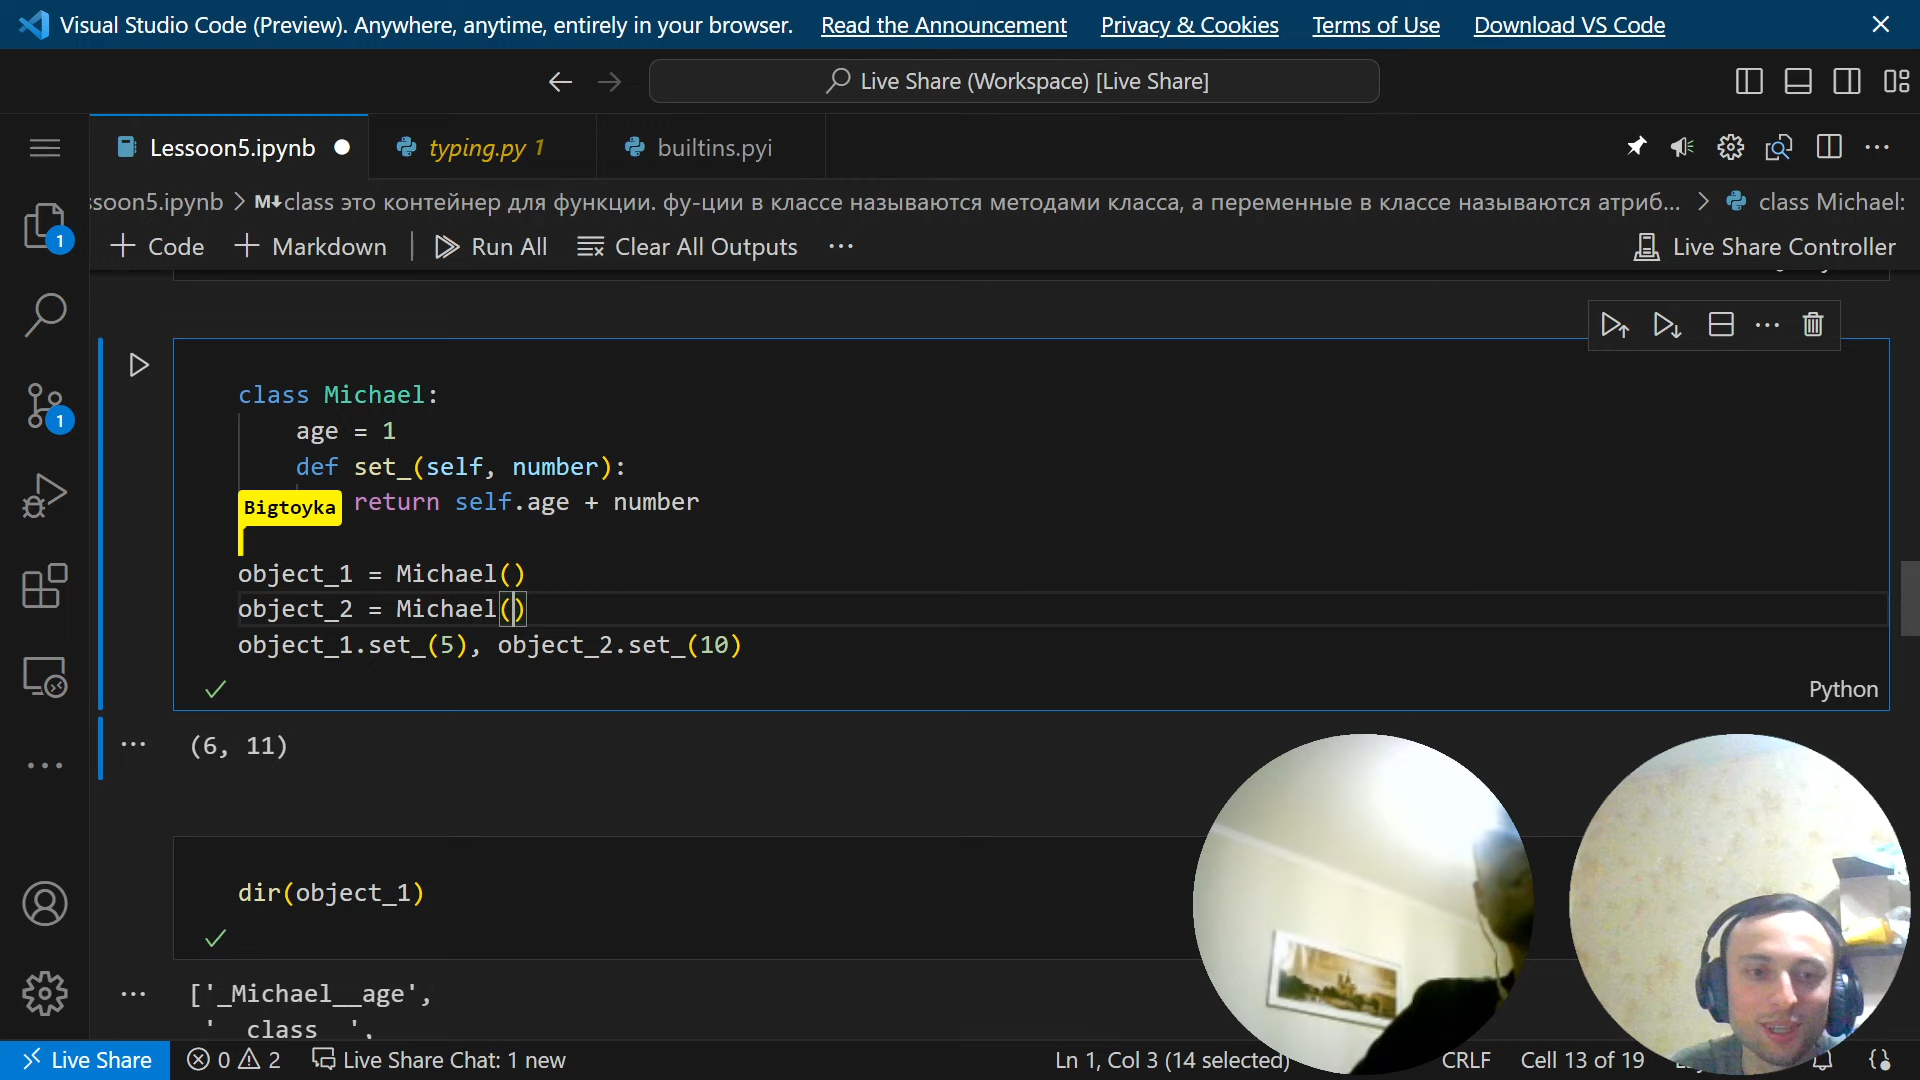 Visual Studio Code (Preview). Anywhere, anytime, entirely in your browser. Read the Announcement Privacy & Cookies Terms of Use Download VS Code
Live Share (Workspace) [Live Share]
Lessoon5.ipynb typing.py 1 builtins.pyi
ssoon5.ipynb > M↓class это контейнер для функции. фу-ции в классе называются методами класса, а переменные в классе называются атриб... > class Michael:
Code Markdown Run All Clear All Outputs ... Live Share Controller
1
class Michael:
age = 1
def set_(self, number):
Bigtoyka return self.age + number
1
object_1 = Michael()
object_2 = Michael()
object_1.set_(5), object_2.set_(10)
Python
(6, 11)
dir(object_1)
['_Michael__age',
'__class__',
Live Share 0 2 Live Share Chat: 1 new Ln 1, Col 3 (14 selected) CRLF Cell 13 of 19